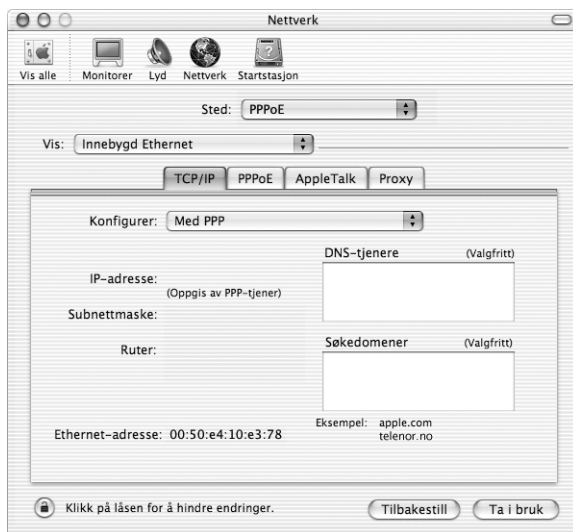 Nettverk
Vis alle Monitorer Lyd Nettverk Startstasjon
Sted: PPPoE
Vis: Innebygd Ethernet
TCP/IP PPPoE AppleTalk Proxy
Konfigurer: Med PPP
DNS-tjenere (Valgfritt)
IP-adresse:
(Oppgis av PPP-tjener)
Subnettmaske:
Ruter:
Søkedomener (Valgfritt)
Eksempel: apple.com
telenor.no
Ethernet-adresse: 00:50:e4:10:e3:78
Klikk på låsen for å hindre endringer.
Tilbakestill Ta i bruk